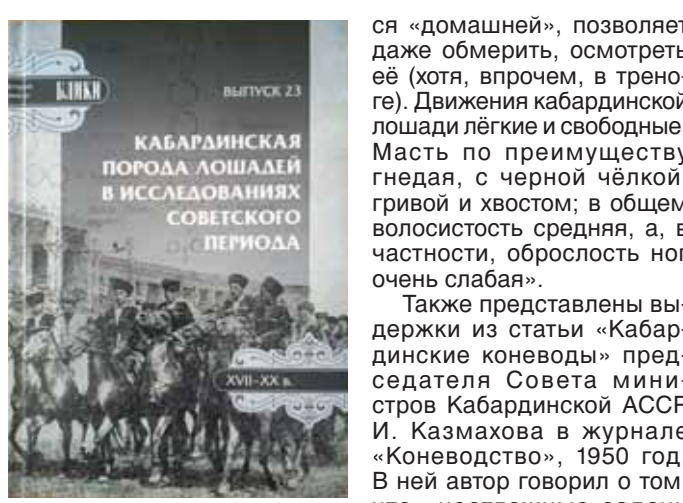 БЛИКИ
ВЫПУСК 23
КАБАРДИНСКАЯ
ПОРОДА ЛОШАДЕЙ
В ИССЛЕДОВАНИЯХ
СОВЕТСКОГО
ПЕРИОДА
XVII–XX в.
ся «домашней», позволяет
даже обмерить, осмотреть
её (хотя, впрочем, в трено-
ге). Движения кабардинской
лошади лёгкие и свободные.
Масть по преимуществу
гнедая, с черной чёлкой,
гривой и хвостом; в общем
волосистость средняя, а, в
частности, оброслость ног
очень слабая».
Также представлены вы-
держки из статьи «Кабар-
динские коневоды» пред-
седателя Совета мини-
стров Кабардинской АССР
И. Казмахова в журнале
«Коневодство», 1950 год.
В ней автор говорил о том,